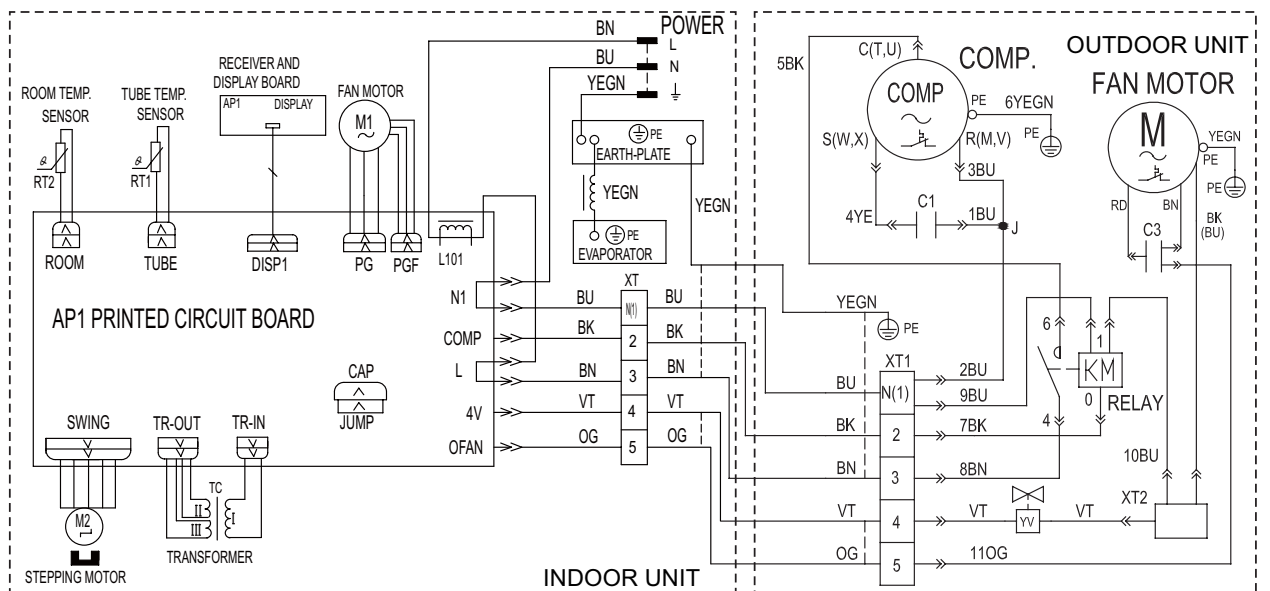 BN
POWER
L
BU
N
YEGN
RECEIVER AND
DISPLAY BOARD
AP1 DISPLAY
ROOM TEMP.
SENSOR
TUBE TEMP.
SENSOR
FAN MOTOR
M1
PE
EARTH-PLATE
θ
RT2
θ
RT1
YEGN
YEGN
PE
EVAPORATOR
ROOM
TUBE
DISP1
PG
PGF
L101
AP1 PRINTED CIRCUIT BOARD
N1
COMP
L
4V
OFAN
XT
BU
N(1)
BU
BK
2
BK
BN
3
BN
VT
4
VT
OG
5
OG
CAP
JUMP
SWING
TR-OUT
TR-IN
TC
II
III
I
M2
STEPPING MOTOR
TRANSFORMER
INDOOR UNIT
OUTDOOR UNIT
C(T,U)
COMP.
5BK
COMP
PE
6YEGN
PE
S(W,X)
R(M,V)
3BU
C1
4YE
1BU
J
FAN MOTOR
M
YEGN
PE
PE
RD
BN
BK
(BU)
C3
YEGN
PE
6
1
KM
0
RELAY
4
XT1
BU
N(1)
2BU
9BU
BK
2
7BK
BN
3
8BN
10BU
VT
4
VT
YV
VT
XT2
OG
5
11OG